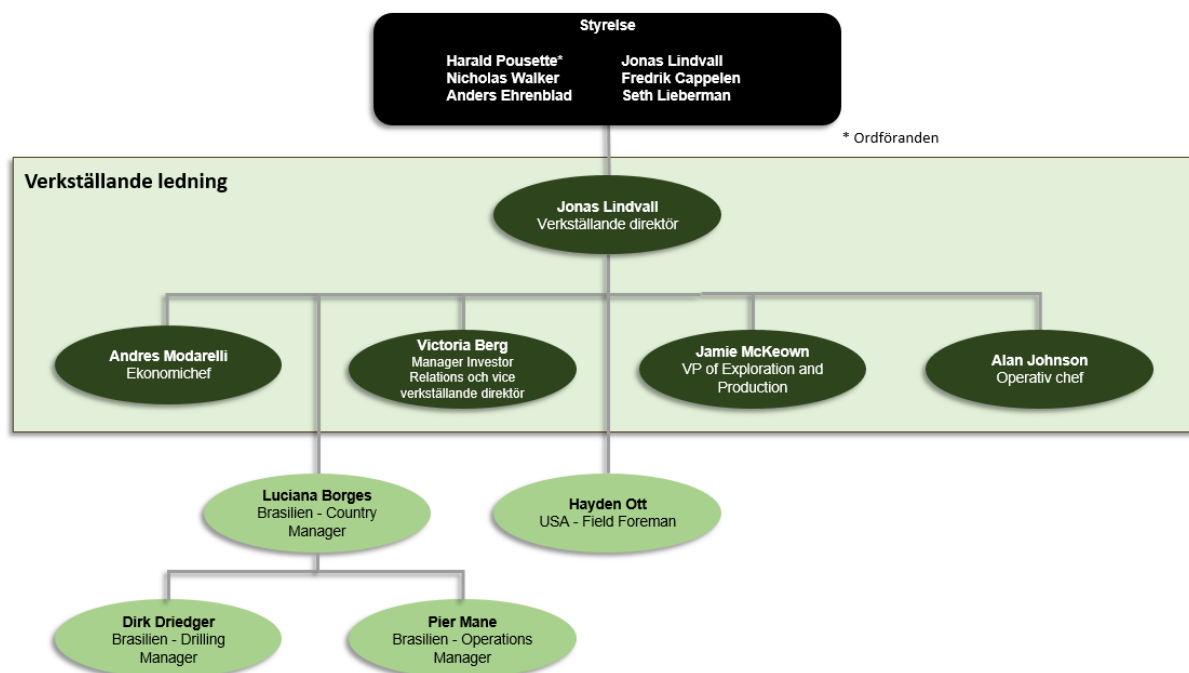 Styrelse
Harald Pousette* Jonas Lindvall
Nicholas Walker Fredrik Cappelen
Anders Ehrenblad Seth Lieberman
* Ordföranden
Verkställande ledning
Jonas Lindvall
Verkställande direktör
Andres Modarelli
Ekonomichef
Victoria Berg
Manager Investor
Relations och vice
verkställande direktör
Jamie McKeown
VP of Exploration and
Production
Alan Johnson
Operativ chef
Luciana Borges
Brasilien - Country
Manager
Hayden Ott
USA - Field Foreman
Dirk Driedger
Brasilien - Drilling
Manager
Pier Mane
Brasilien - Operations
Manager